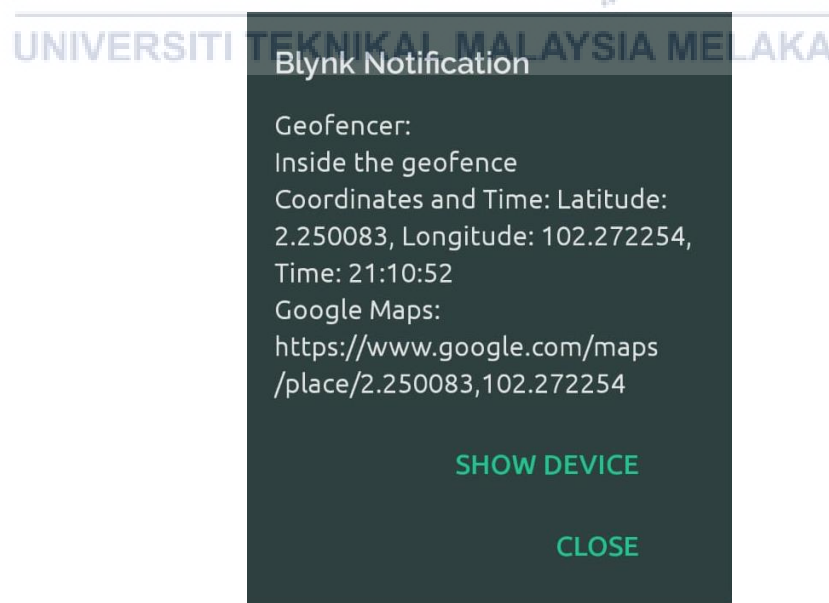 UNIVERSITI TEKNIKAL MALAYSIA MELAKA
Blynk Notification
Geofencer:
Inside the geofence
Coordinates and Time: Latitude:
2.250083, Longitude: 102.272254,
Time: 21:10:52
Google Maps:
https://www.google.com/maps
/place/2.250083,102.272254
SHOW DEVICE
CLOSE